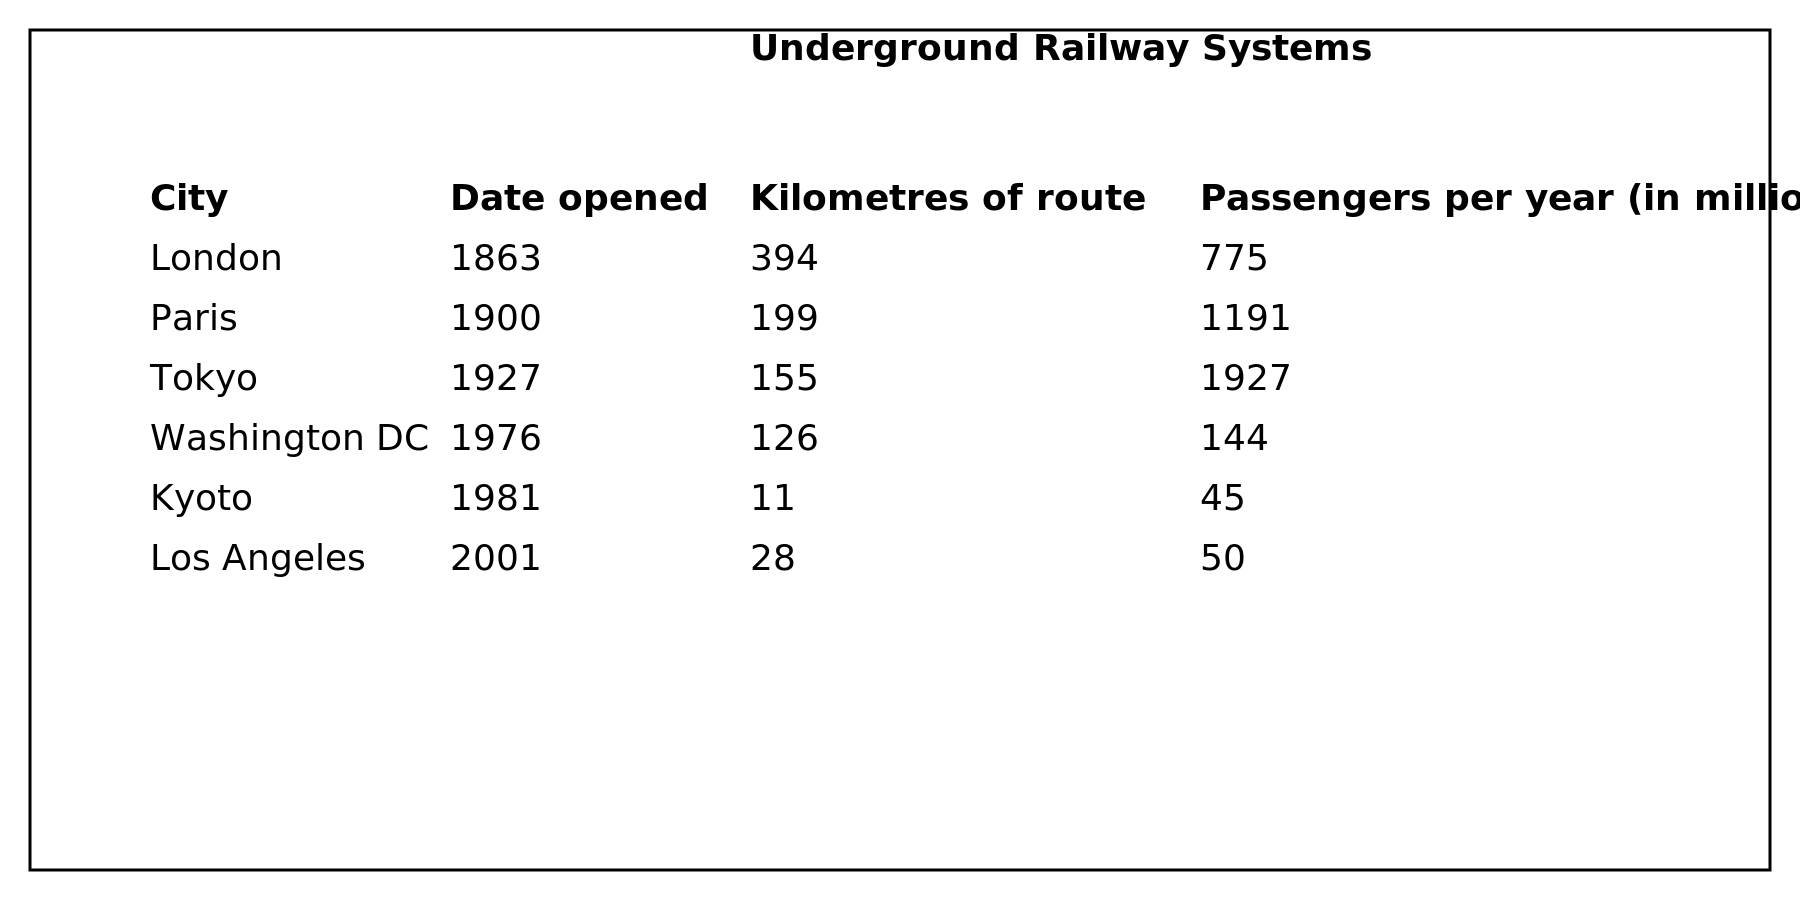 Underground Railway Systems
City Date opened Kilometres of route Passengers per year (in
London 1863 394 775
Paris 1900 199 1191
Tokyo 1927 155 1927
Washington DC 1976 126 144
Kyoto 1981 11 45
Los Angeles 2001 28 50